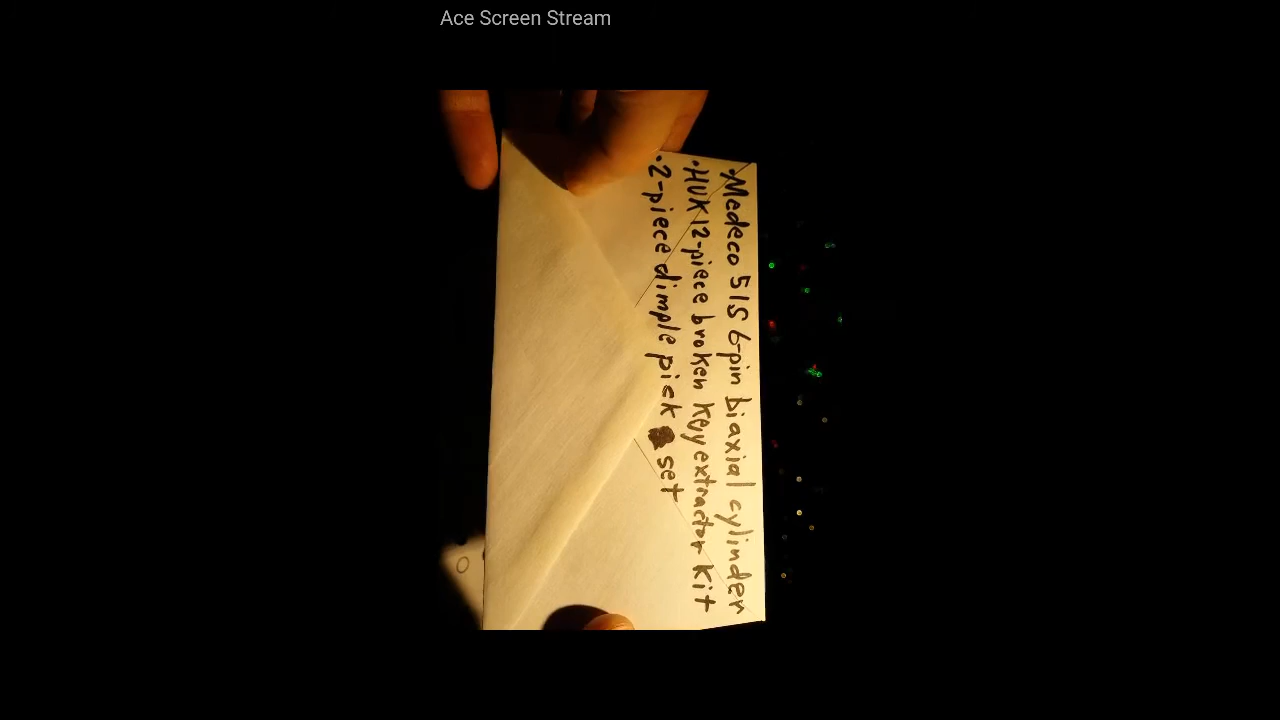 Ace Screen Stream
·Medeco 51S 6-pin biaxial cylinder
·HUK 12-piece broken key extractor kit
·2-piece dimple pick set